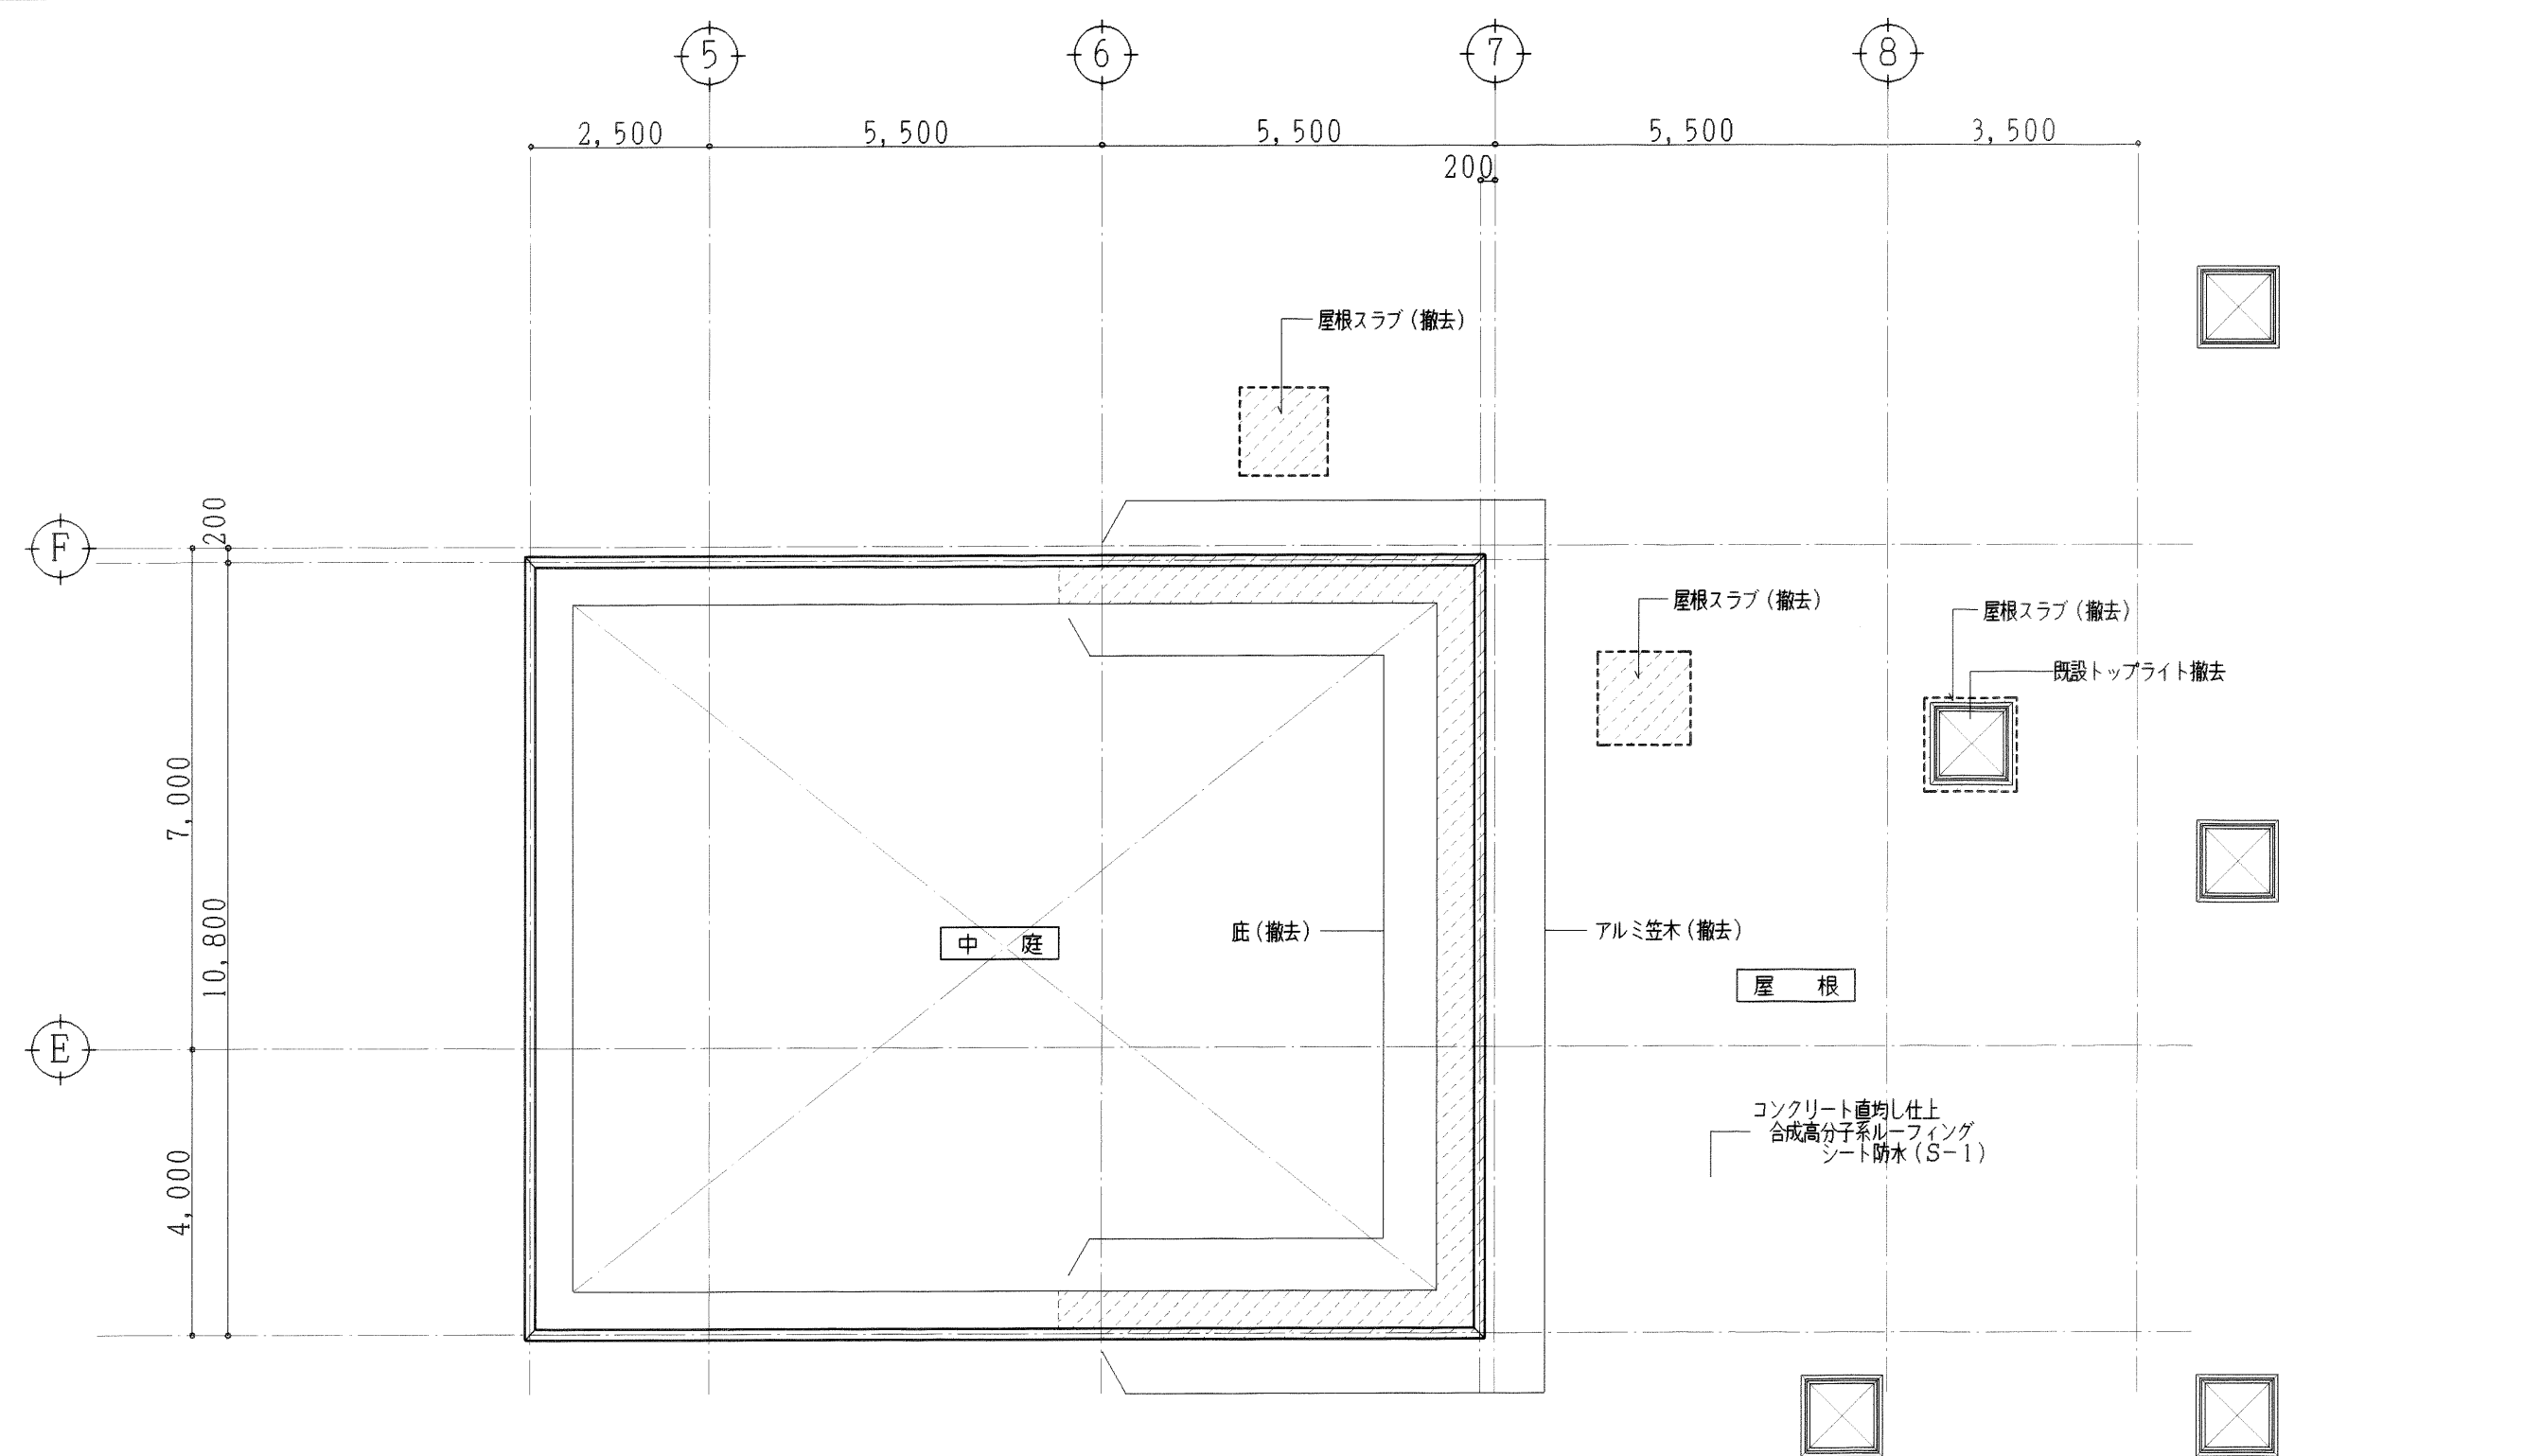 5
6
7
8
2,500
5,500
5,500
5,500
3,500
200
屋根スラブ(撤去)
F
200
屋根スラブ(撤去)
屋根スラブ(撤去)
既設トップライト撤去
7,000
10,800
中 庭
庇(撤去)
アルミ笠木(撤去)
屋 根
E
コンクリート直均し仕上
合成高分子系ルーフィング
シート防水(S-1)
4,000